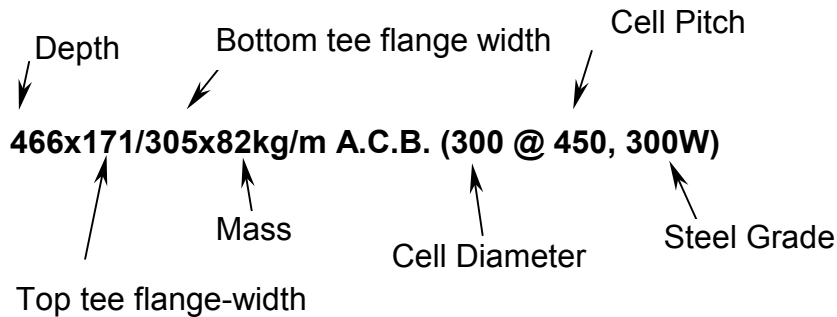 Cell Pitch
Bottom tee flange width
Depth
466x171/305x82kg/m A.C.B. (300 @ 450, 300W)
Mass
Steel Grade
Cell Diameter
Top tee flange-width